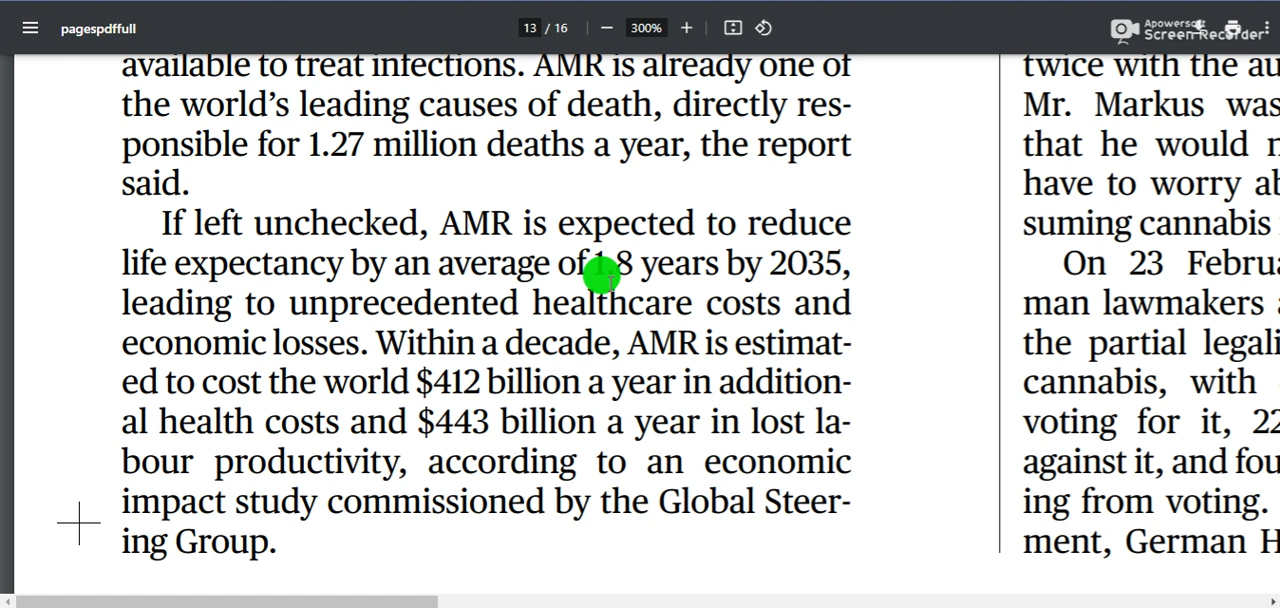 pagespdffull
13 / 16
300%
Apowersoft
Screen Recorder
available to treat infections. AMR is already one of
the world's leading causes of death, directly res-
ponsible for 1.27 million deaths a year, the report
said.
If left unchecked, AMR is expected to reduce
life expectancy by an average of 1.8 years by 2035,
leading to unprecedented healthcare costs and
economic losses. Within a decade, AMR is estimat-
ed to cost the world $412 billion a year in addition-
al health costs and $443 billion a year in lost la-
bour productivity, according to an economic
impact study commissioned by the Global Steer-
ing Group.
twice with the au
Mr. Markus was
that he would
have to worry ab
suming cannabis
On 23 Februa
man lawmakers
the partial legali
cannabis, with
voting for it, 22
against it, and fou
ing from voting.
ment, German H